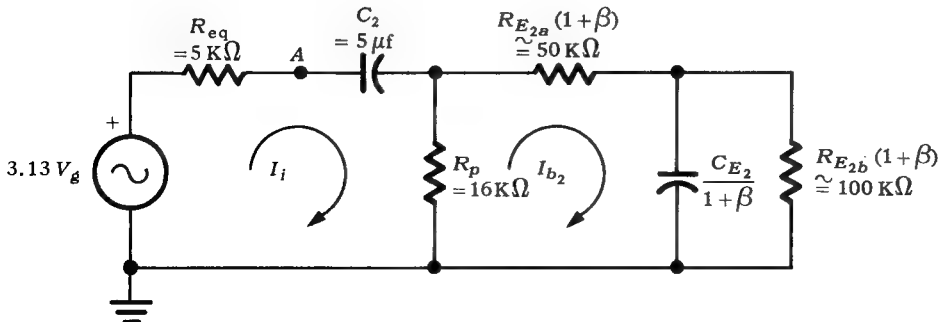 R_eq
= 5 KΩ
A
C_2
= 5 μf
R_E2a (1+β)
≅ 50 KΩ
+
3.13 V_g
I_i
R_p
= 16KΩ
I_b2
C_E2
1+β
R_E2b (1+β)
≅ 100 KΩ